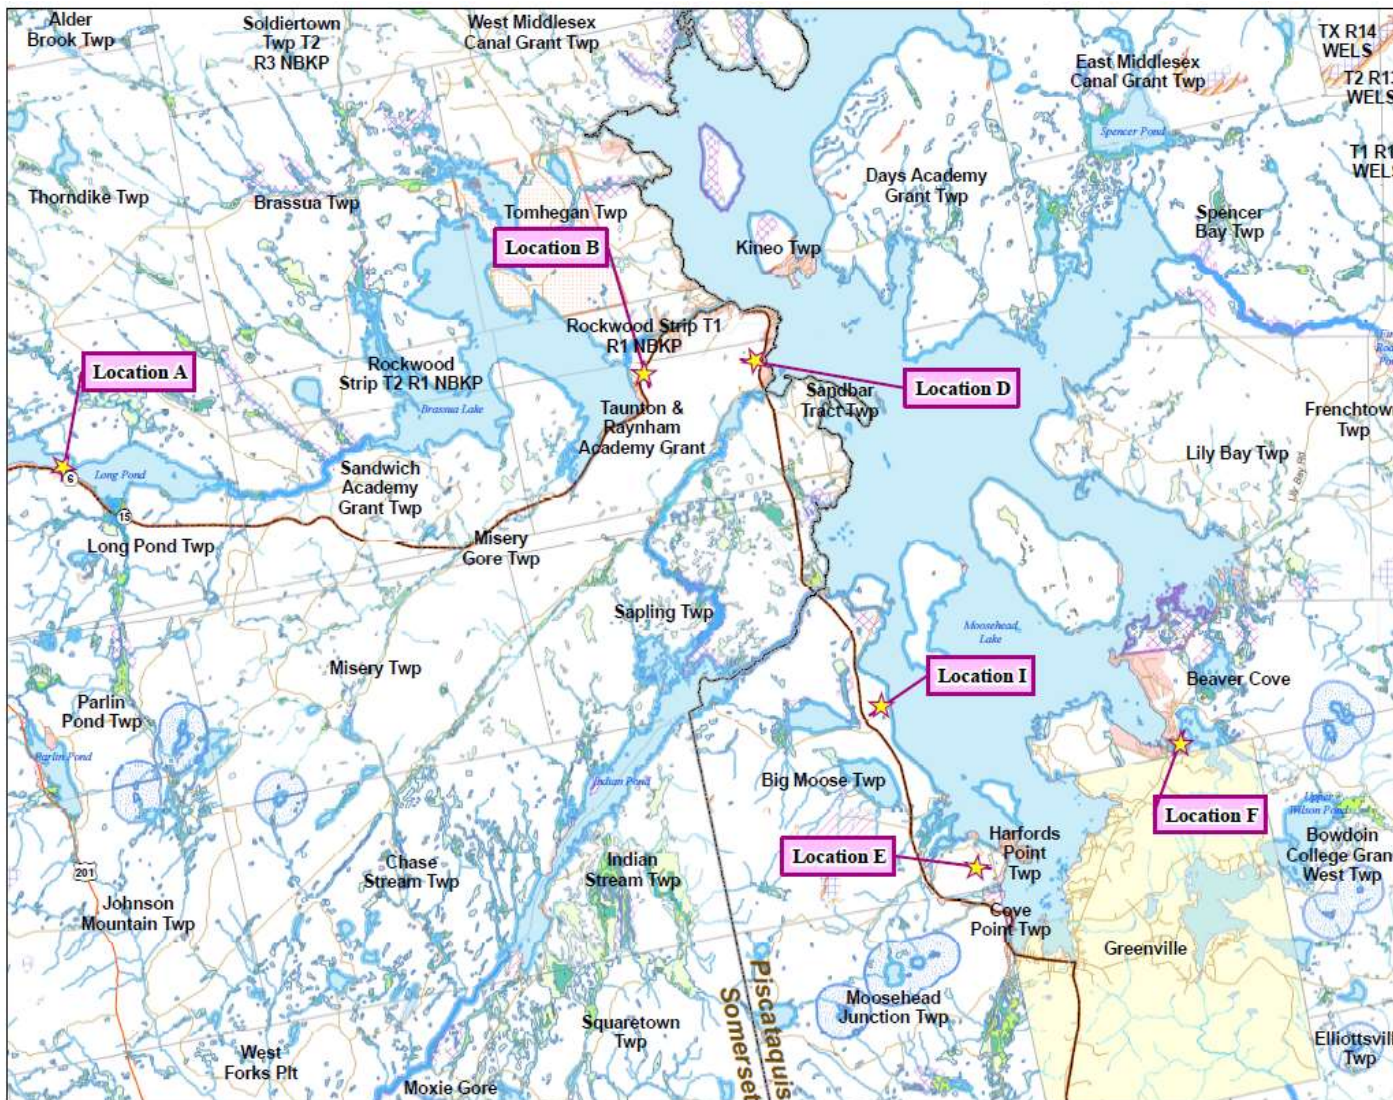 Alder
Brook Twp
Soldiertown
Twp T2
R3 NBKP
West Middlesex
Canal Grant Twp
East Middlesex
Canal Grant Twp
TX R14
WELS
T2 R13
WELS
Spencer Pond
T1 R1
WELS
Thorndike Twp
Brassua Twp
Tomhegan Twp
Days Academy
Grant Twp
Spencer
Bay Twp
Location B
Kineo Twp
Rockwood Strip T1
R1 NBKP
Location A
Rockwood
Strip T2 R1 NBKP
Brassua Lake
Location D
Sandbar
Tract Twp
Taunton &
Raynham
Academy Grant
Frenchtown
Twp
Lily Bay Twp
Lily Bay Rd
6
Long Pond
15
Sandwich
Academy
Grant Twp
Long Pond Twp
Misery
Gore Twp
Sapling Twp
Moosehead
Lake
Misery Twp
Location I
Beaver Cove
Parlin
Pond Twp
Parlin Pond
Indian Pond
Big Moose Twp
Location F
Upper
Wilson Ponds
Bowdoin
College Grant
West Twp
Harfords
Point
Twp
Location E
201
Chase
Stream Twp
Indian
Stream Twp
Johnson
Mountain Twp
Cove
Point Twp
Greenville
Piscataquis
Somerset
Moosehead
Junction Twp
Squaretown
Twp
Elliottsville
Twp
West
Forks Plt
Moxie Gore